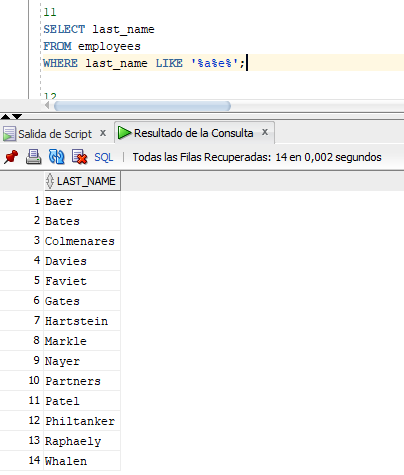 11
SELECT last_name
FROM employees
WHERE last_name LIKE '%a%e%';
12
Salida de Script x Resultado de la Consulta x
SQL | Todas las Filas Recuperadas: 14 en 0,002 segundos
LAST_NAME
1 Baer
2 Bates
3 Colmenares
4 Davies
5 Faviet
6 Gates
7 Hartstein
8 Markle
9 Nayer
10 Partners
11 Patel
12 Philtanker
13 Raphaely
14 Whalen